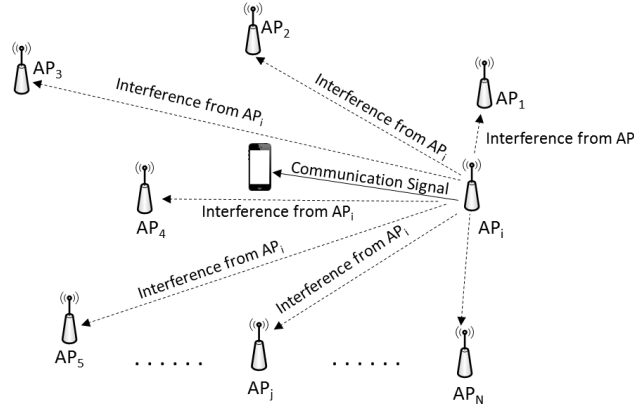 AP₂
AP₃
AP₁
Interference from APᵢ
Interference from APᵢ
Interference from AP
Communication Signal
Interference from APᵢ
AP₄
APᵢ
Interference from APᵢ
Interference from APᵢ
AP₅
......
APⱼ
......
AP_N